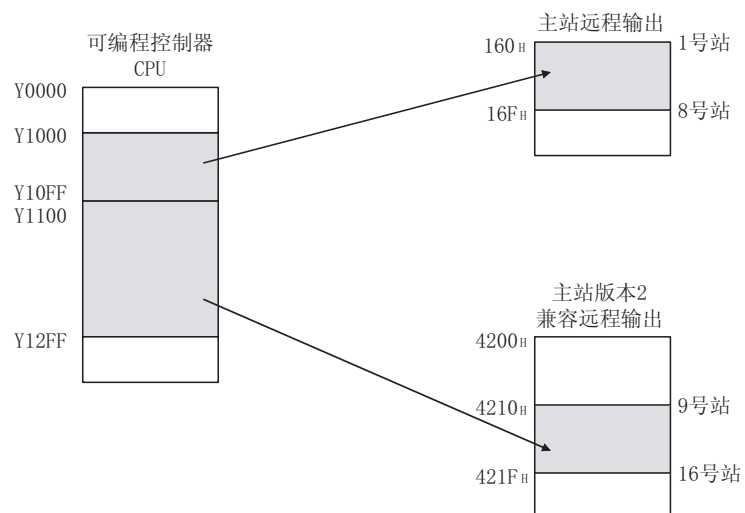 可编程控制器
CPU
Y0000
Y1000
Y10FF
Y1100
Y12FF
主站远程输出
160H
1号站
16FH
8号站
主站版本2
兼容远程输出
4200H
4210H
9号站
421FH
16号站